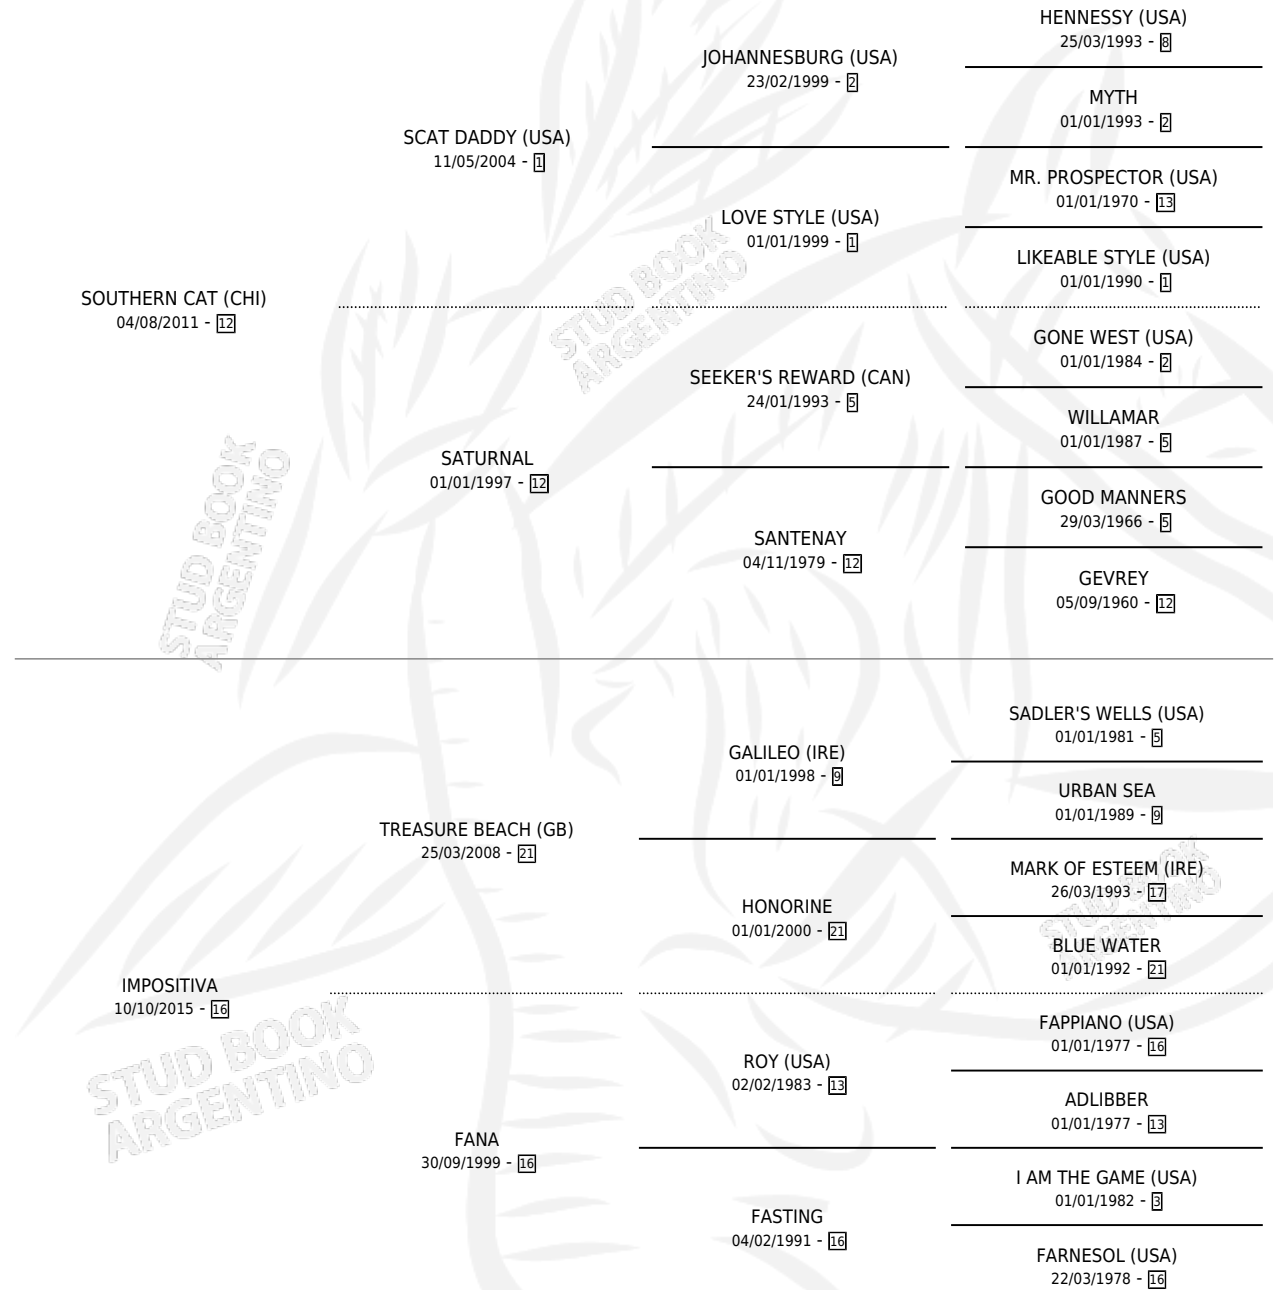 HENNESSY (USA)
25/03/1993 - 8
JOHANNESBURG (USA)
23/02/1999 - 2
MYTH
01/01/1993 - 2
SCAT DADDY (USA)
11/05/2004 - 1
MR. PROSPECTOR (USA)
01/01/1970 - 13
LOVE STYLE (USA)
01/01/1999 - 1
LIKEABLE STYLE (USA)
01/01/1990 - 1
SOUTHERN CAT (CHI)
04/08/2011 - 12
STUD BOOK
ARGENTINO
GONE WEST (USA)
01/01/1984 - 2
SEEKER'S REWARD (CAN)
24/01/1993 - 5
WILLAMAR
01/01/1987 - 5
SATURNAL
01/01/1997 - 12
GOOD MANNERS
29/03/1966 - 5
SANTENAY
04/11/1979 - 12
GEVREY
05/09/1960 - 12
STUD BOOK
ARGENTINO
SADLER'S WELLS (USA)
01/01/1981 - 5
GALILEO (IRE)
01/01/1998 - 9
URBAN SEA
01/01/1989 - 9
TREASURE BEACH (GB)
25/03/2008 - 21
MARK OF ESTEEM (IRE)
26/03/1993 - 17
HONORINE
01/01/2000 - 21
BLUE WATER
01/01/1992 - 21
STUD BOOK
ARGENTINO
IMPOSITIVA
10/10/2015 - 16
STUD BOOK
ARGENTINO
FAPPIANO (USA)
01/01/1977 - 16
ROY (USA)
02/02/1983 - 13
ADLIBBER
01/01/1977 - 13
FANA
30/09/1999 - 16
I AM THE GAME (USA)
01/01/1982 - 3
FASTING
04/02/1991 - 16
FARNESOL (USA)
22/03/1978 - 16